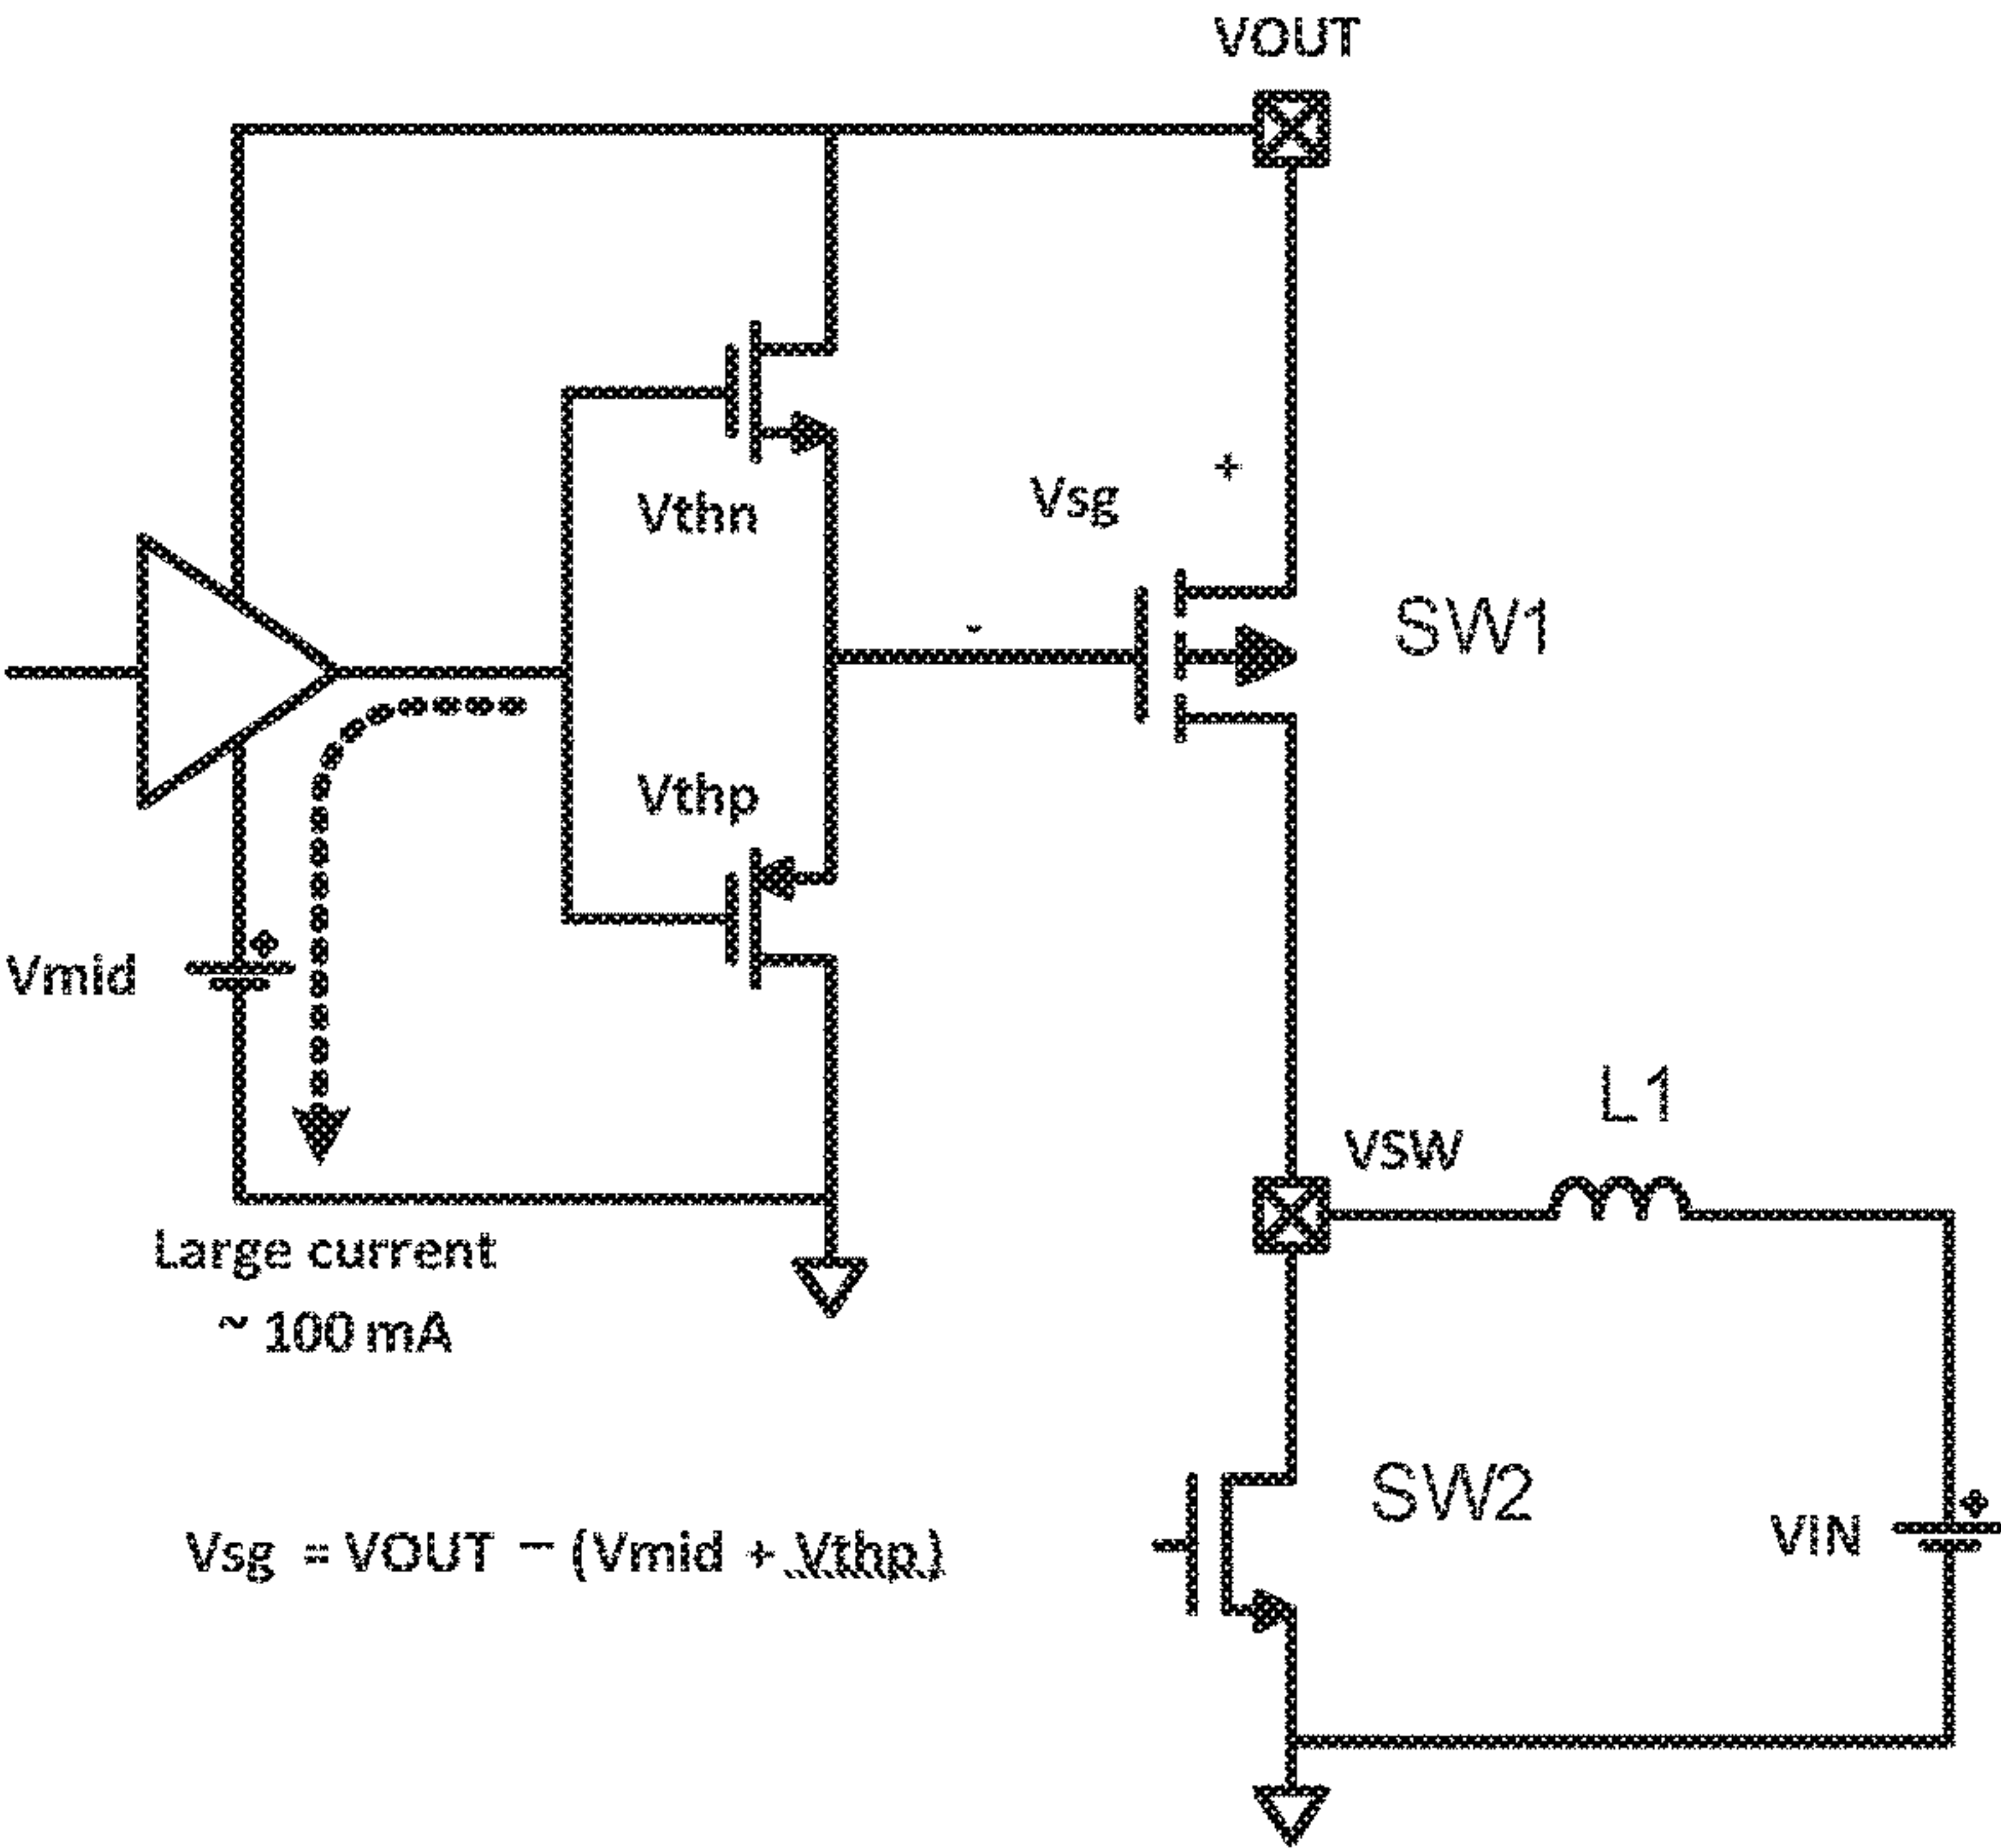 VOUT
Vthn
Vsg
+
-
SW1
Vthp
Vmid
L1
VSW
Large current
~ 100 mA
SW2
VIN
Vsg = VOUT − (Vmid + Vthp)